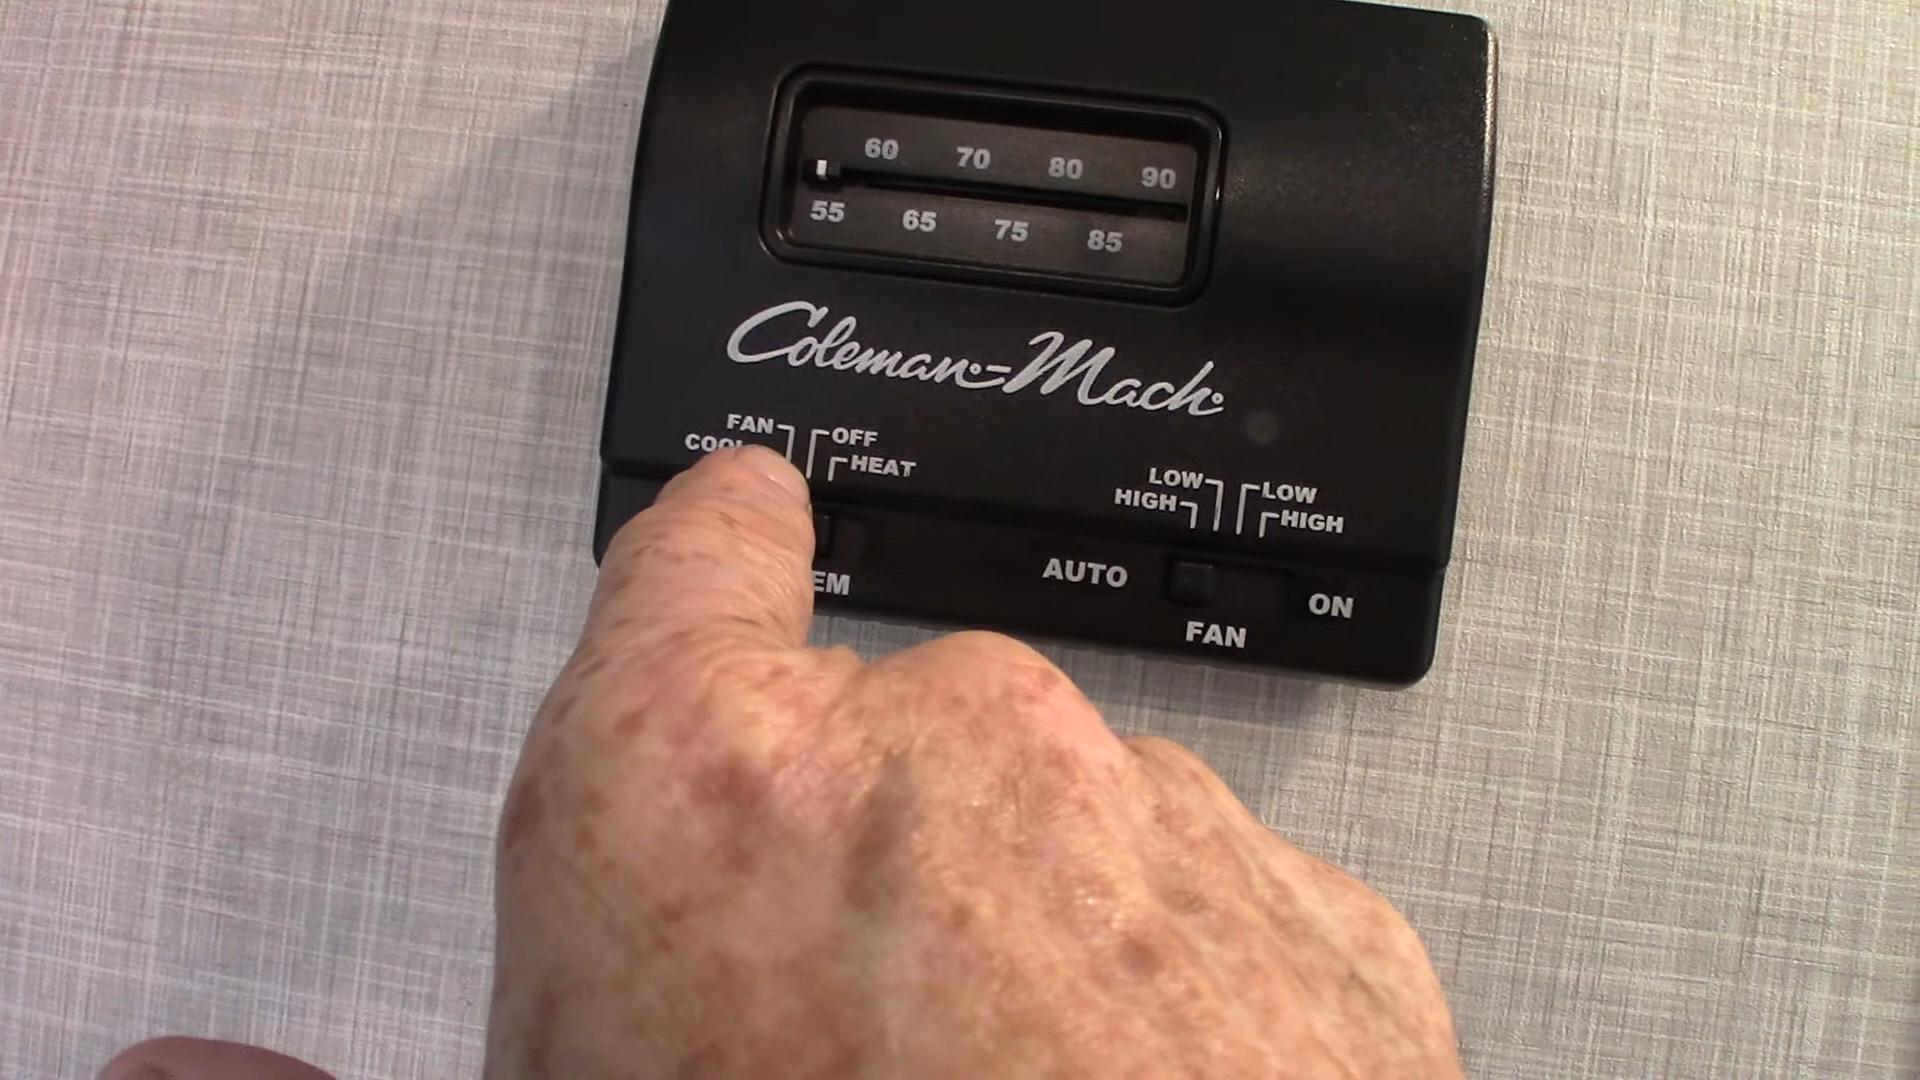 60 70 80 90
55 65 75 85
Coleman-Mack
FAN OFF
HEAT
LOW LOW
HIGH HIGH
AUTO ON
FAN